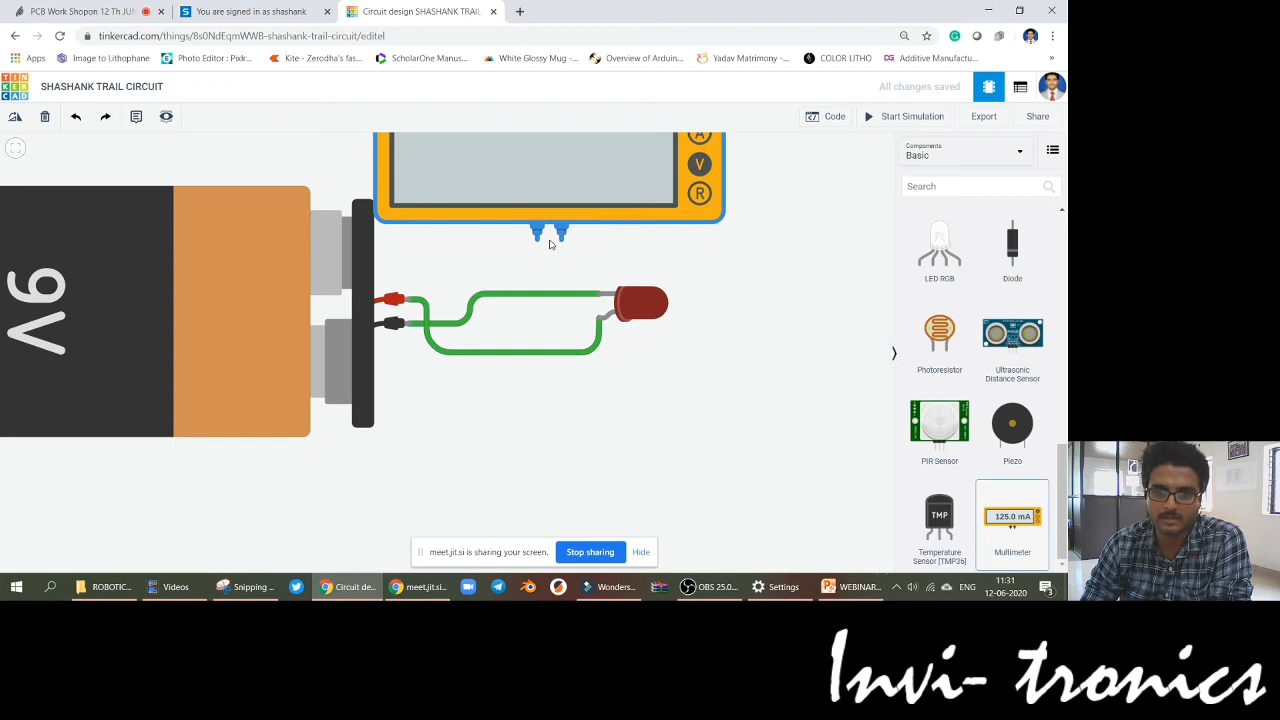 PCB Work Shopon 12 Th JUN
You are signed in as shashank
Circuit design SHASHANK TRAIL
tinkercad.com/things/8s0NdEqmWWB-shashank-trail-circuit/editel
Apps
Image to Lithophane
Photo Editor : Pixlr...
Kite - Zerodha's fas...
ScholarOne Manus...
White Glossy Mug -...
Overview of Arduin...
Yadav Matrimony -...
COLOR LITHO
Additive Manufactu...
»
TIN
KER
CAD
SHASHANK TRAIL CIRCUIT
All changes saved
Code
Start Simulation
Export
Share
Components
Basic
Search
A
V
R
9V
LED RGB
Diode
Photoresistor
Ultrasonic
Distance Sensor
PIR Sensor
Piezo
TMP
125.0 mA
Temperature
Sensor [TMP36]
Multimeter
meet.jit.si is sharing your screen.
Stop sharing
Hide
ROBOTIC...
Videos
Snipping ...
Circuit de...
meet.jit.si...
Wonders...
OBS 25.0...
Settings
WEBINAR...
ENG
11:31
12-06-2020
3
Invi- tronics